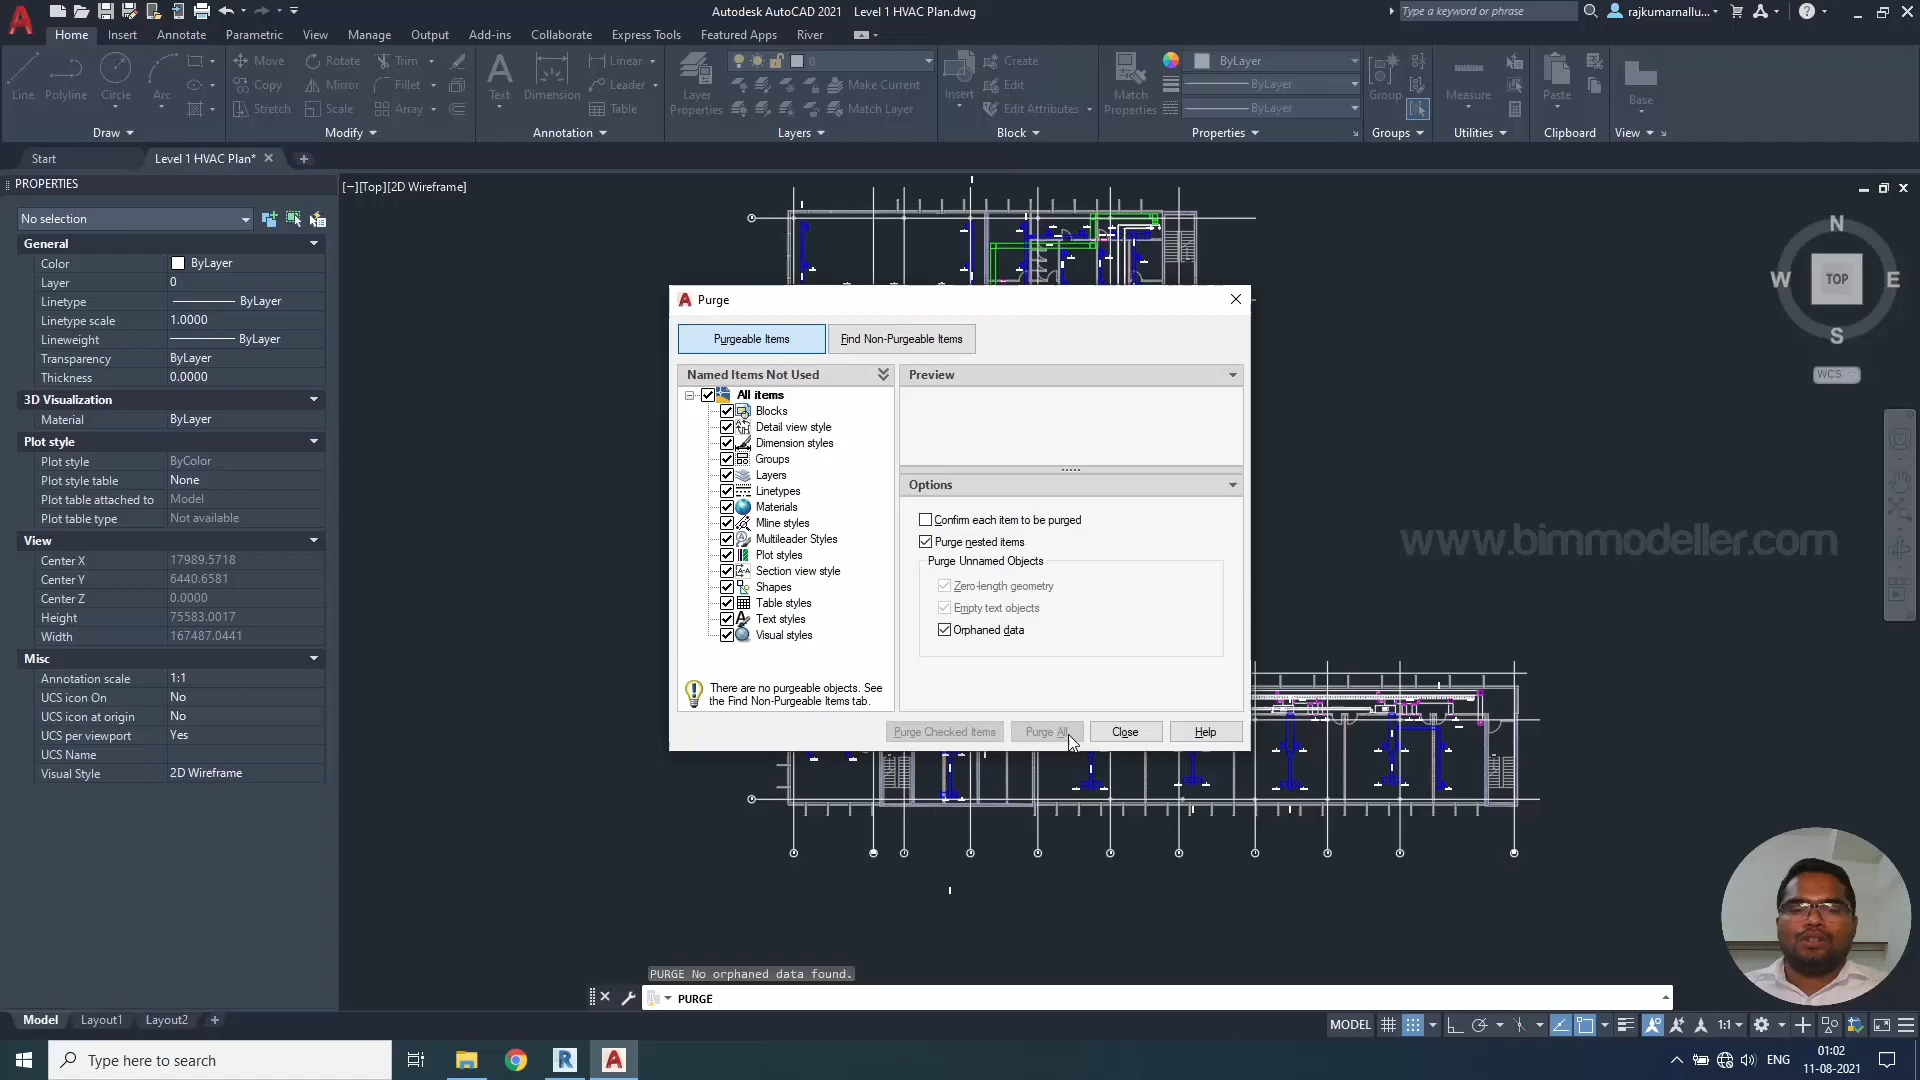 Autodesk AutoCAD 2021 Level 1 HVAC Plan.dwg
Type a keyword or phrase
rajkumarnallu...
Home Insert Annotate Parametric View Manage Output Add-ins Collaborate Express Tools Featured Apps River
Line Polyline Circle Arc
Move Rotate Trim
Copy Mirror Fillet
Stretch Scale Array
Text Dimension
Linear
Leader
Table
Layer Properties
0
Make Current
Match Layer
Insert
Create
Edit
Edit Attributes
Match Properties
ByLayer
ByLayer
ByLayer
Group
Measure
Paste
Base
Draw Modify Annotation Layers Block Properties Groups Utilities Clipboard View
Start Level 1 HVAC Plan*
PROPERTIES
[−][Top][2D Wireframe]
No selection
General
Color ByLayer
Layer 0
Linetype ByLayer
Linetype scale 1.0000
Lineweight ByLayer
Transparency ByLayer
Thickness 0.0000
3D Visualization
Material ByLayer
Plot style
Plot style ByColor
Plot style table None
Plot table attached to Model
Plot table type Not available
View
Center X 17989.5718
Center Y 6440.6581
Center Z 0.0000
Height 75583.0017
Width 167487.0441
Misc
Annotation scale 1:1
UCS icon On No
UCS icon at origin No
UCS per viewport Yes
UCS Name
Visual Style 2D Wireframe
N
W TOP E
S
WCS
Purge
Purgeable Items Find Non-Purgeable Items
Named Items Not Used
All items
Blocks
Detail view style
Dimension styles
Groups
Layers
Linetypes
Materials
Mline styles
Multileader Styles
Plot styles
Section view style
Shapes
Table styles
Text styles
Visual styles
There are no purgeable objects. See
the Find Non-Purgeable Items tab.
Preview
Options
Confirm each item to be purged
Purge nested items
Purge Unnamed Objects
Zero-length geometry
Empty text objects
Orphaned data
Purge Checked Items Purge All Close Help
www.bimmodeller.com
PURGE No orphaned data found.
PURGE
Model Layout1 Layout2
MODEL 1:1
Type here to search
ENG
01:02
11-08-2021